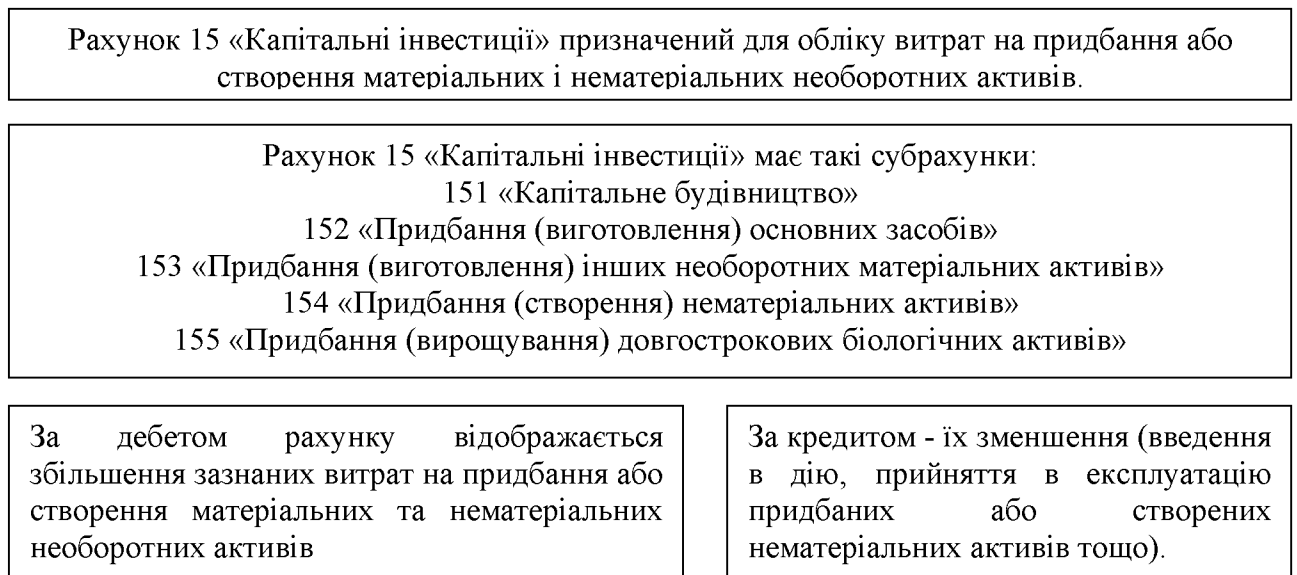 Рахунок 15 «Капітальні інвестиції» призначений для обліку витрат на придбання або
створення матеріальних і нематеріальних необоротних активів.
Рахунок 15 «Капітальні інвестиції» має такі субрахунки:
151 «Капітальне будівництво»
152 «Придбання (виготовлення) основних засобів»
153 «Придбання (виготовлення) інших необоротних матеріальних активів»
154 «Придбання (створення) нематеріальних активів»
155 «Придбання (вирощування) довгострокових біологічних активів»
За дебетом рахунку відображається
збільшення зазнаних витрат на придбання або
створення матеріальних та нематеріальних
необоротних активів
За кредитом - їх зменшення (введення
в дію, прийняття в експлуатацію
придбаних або створених
нематеріальних активів тощо).